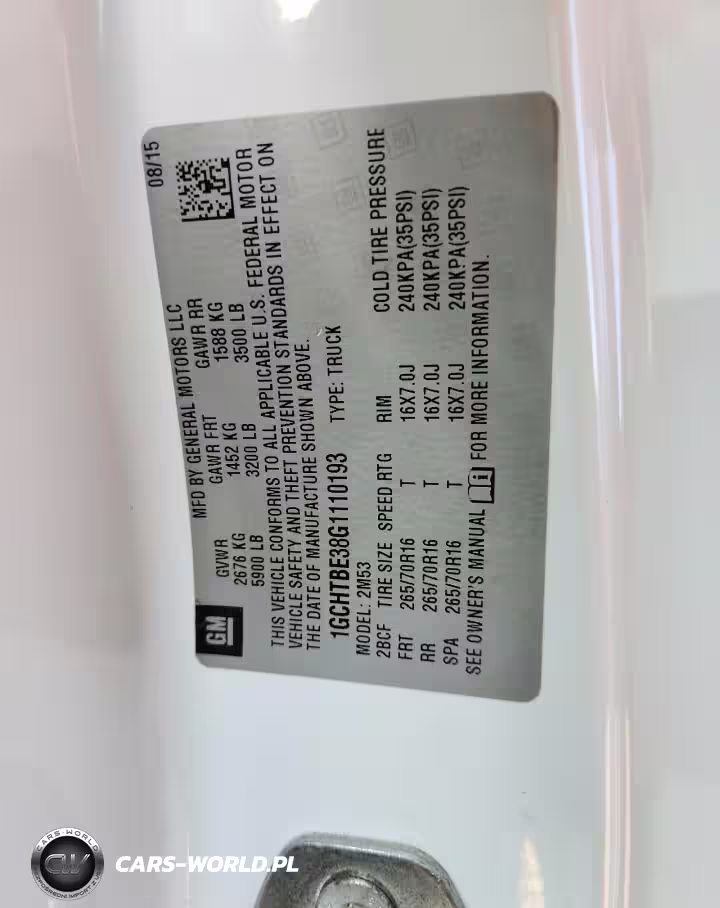 MFD BY GENERAL MOTORS LLC 08/15
GVWR GAWR FRT GAWR RR
2676 KG 1452 KG 1588 KG
5900 LB 3200 LB 3500 LB
GM
THIS VEHICLE CONFORMS TO ALL APPLICABLE U.S. FEDERAL MOTOR
VEHICLE SAFETY AND THEFT PREVENTION STANDARDS IN EFFECT ON
THE DATE OF MANUFACTURE SHOWN ABOVE.
1GCHTBE38G1110193 TYPE: TRUCK
MODEL: 2M53
2BCF TIRE SIZE SPEED RTG RIM COLD TIRE PRESSURE
FRT 265/70R16 T 16X7.0J 240KPA(35PSI)
RR 265/70R16 T 16X7.0J 240KPA(35PSI)
SPA 265/70R16 T 16X7.0J 240KPA(35PSI)
SEE OWNER'S MANUAL FOR MORE INFORMATION.
CARS-WORLD
CW
CARS-WORLD.PL